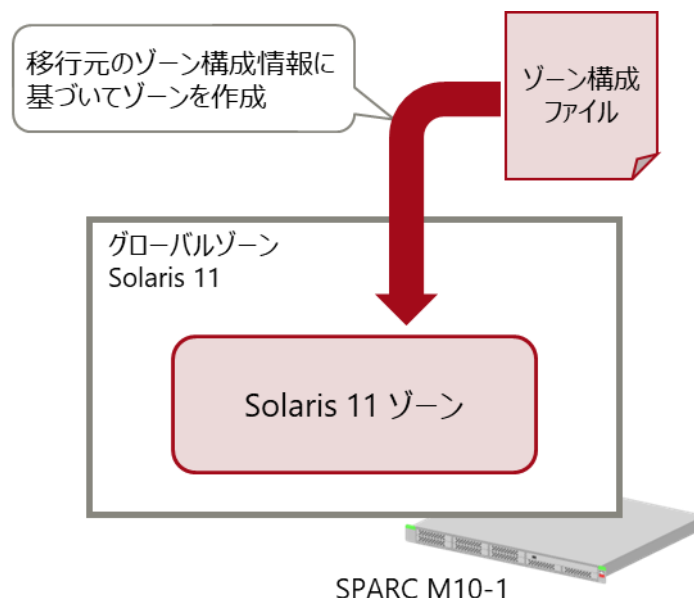 移行元のゾーン構成情報に
基づいてゾーンを作成
ゾーン構成
ファイル
グローバルゾーン
Solaris 11
Solaris 11 ゾーン
SPARC M10-1